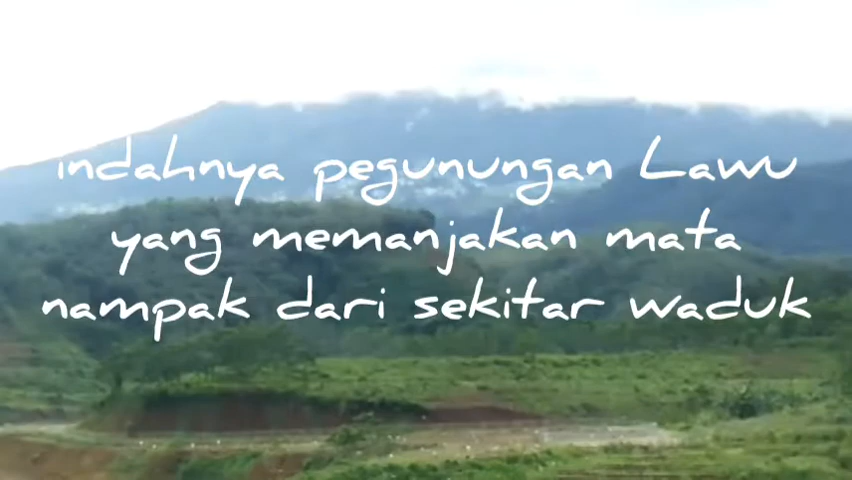 indahnya pegunungan Lawu
yang memanjakan mata
nampak dari sekitar waduk